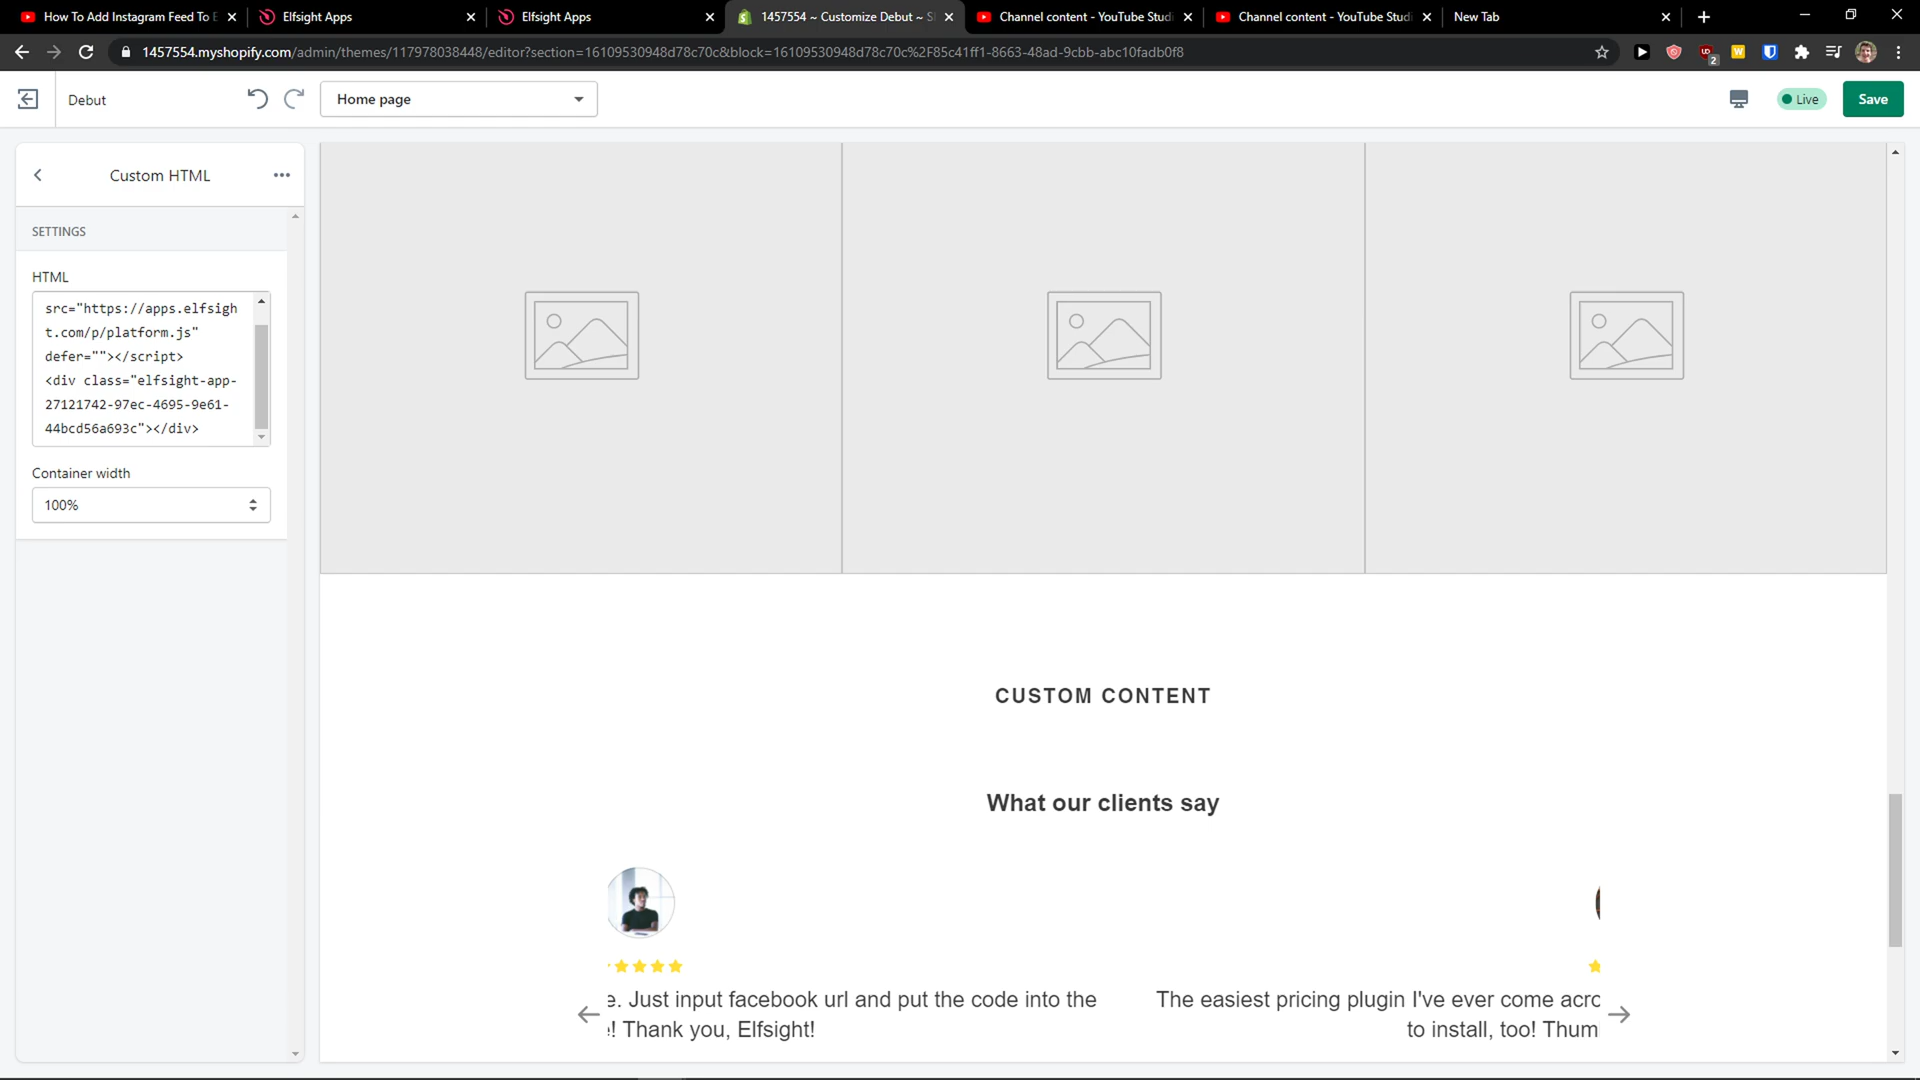 How To Add Instagram Feed To E
Elfsight Apps
Elfsight Apps
1457554 ~ Customize Debut ~ S
Channel content - YouTube Studi
Channel content - YouTube Studi
New Tab
1457554.myshopify.com/admin/themes/117978038448/editor?section=16109530948d78c70c&block=16109530948d78c70c%2F85c41ff1-8663-48ad-9cbb-abc10fadb0f8
2
Debut
Home page
Live
Save
Custom HTML
SETTINGS
HTML
src="https://apps.elfsigh
t.com/p/platform.js"
defer=""></script>
<div class="elfsight-app-
27121742-97ec-4695-9e61-
44bcd56a693c"></div>
Container width
100%
CUSTOM CONTENT
What our clients say
e. Just input facebook url and put the code into the
e! Thank you, Elfsight!
The easiest pricing plugin I've ever come acro
to install, too! Thum